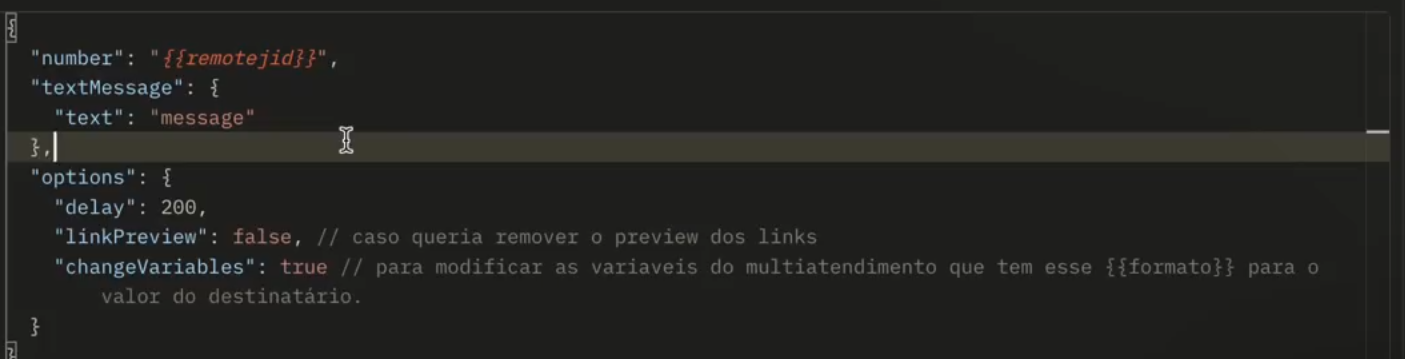 {
"number": "{{remotejid}}",
"textMessage": {
"text": "message"
},
"options": {
"delay": 200,
"linkPreview": false, // caso queria remover o preview dos links
"changeVariables": true // para modificar as variaveis do multiatendimento que tem esse {{formato}} para o
valor do destinatário.
}
}